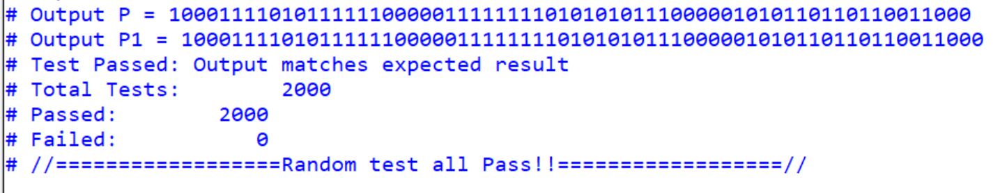 # Output P = 1000111101011111100000111111110101010111000001010110110110011000
# Output P1 = 1000111101011111100000111111110101010111000001010110110110011000
# Test Passed: Output matches expected result
# Total Tests:        2000
# Passed:        2000
# Failed:           0
# //==================Random test all Pass!!==================//